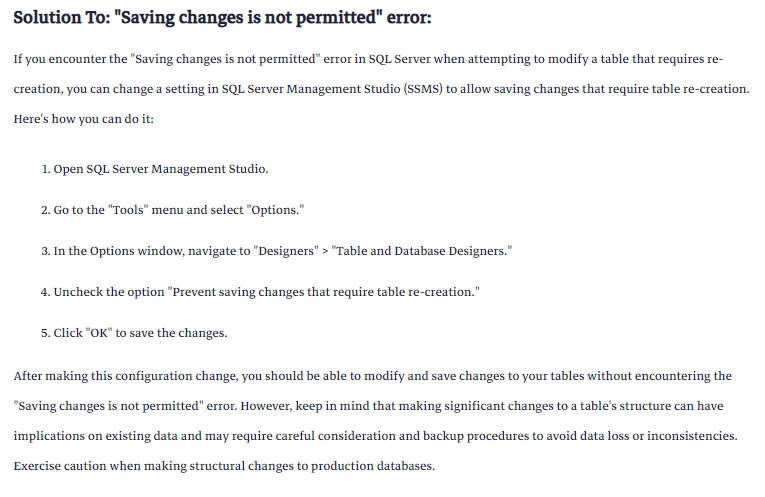 Solution To: "Saving changes is not permitted" error:
If you encounter the "Saving changes is not permitted" error in SQL Server when attempting to modify a table that requires re-
creation, you can change a setting in SQL Server Management Studio (SSMS) to allow saving changes that require table re-creation.
Here's how you can do it:
1. Open SQL Server Management Studio.
2. Go to the "Tools" menu and select "Options."
3. In the Options window, navigate to "Designers" > "Table and Database Designers."
4. Uncheck the option "Prevent saving changes that require table re-creation."
5. Click "OK" to save the changes.
After making this configuration change, you should be able to modify and save changes to your tables without encountering the
"Saving changes is not permitted" error. However, keep in mind that making significant changes to a table's structure can have
implications on existing data and may require careful consideration and backup procedures to avoid data loss or inconsistencies.
Exercise caution when making structural changes to production databases.